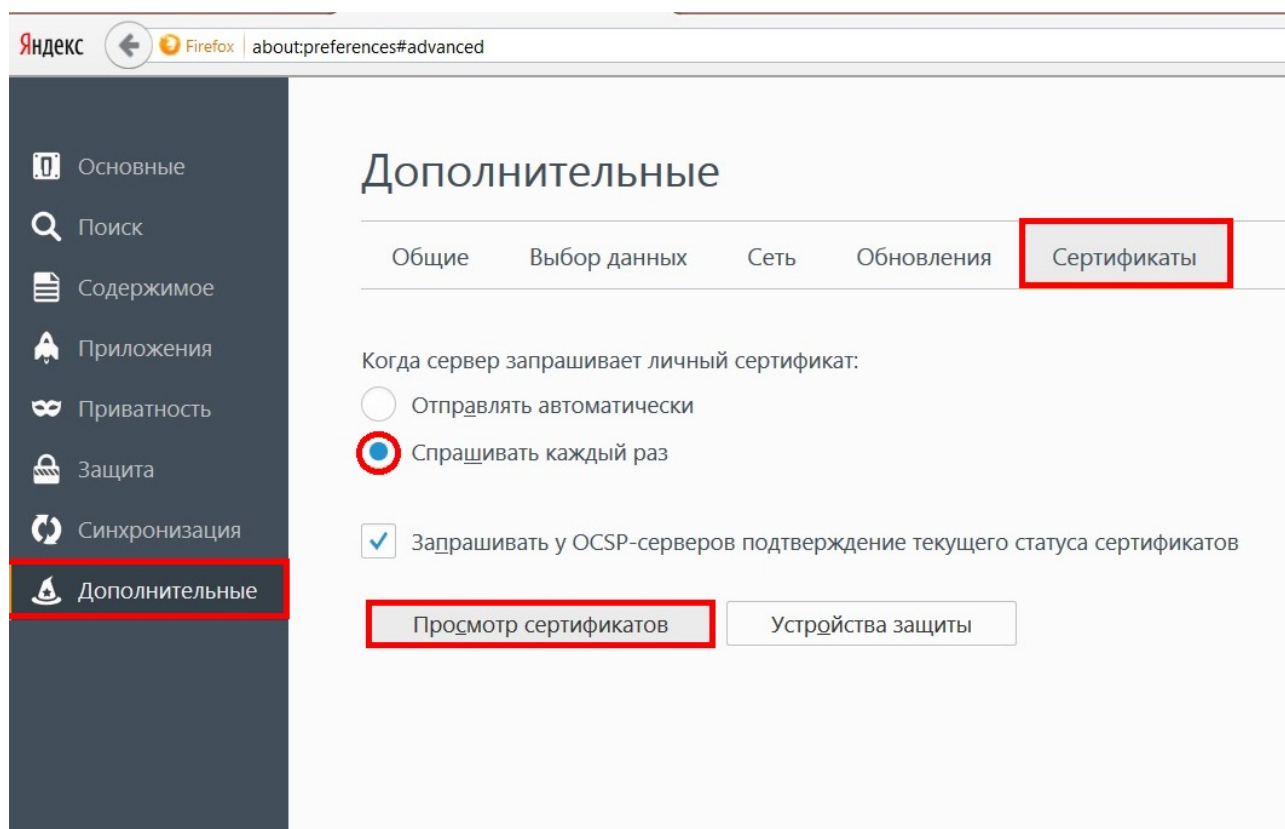 Яндекс Firefox about:preferences#advanced
Основные
Поиск
Содержимое
Приложения
Приватность
Защита
Синхронизация
Дополнительные
Дополнительные
Общие Выбор данных Сеть Обновления Сертификаты
Когда сервер запрашивает личный сертификат:
Отправлять автоматически
Спрашивать каждый раз
Запрашивать у OCSP-серверов подтверждение текущего статуса сертификатов
Просмотр сертификатов Устройства защиты